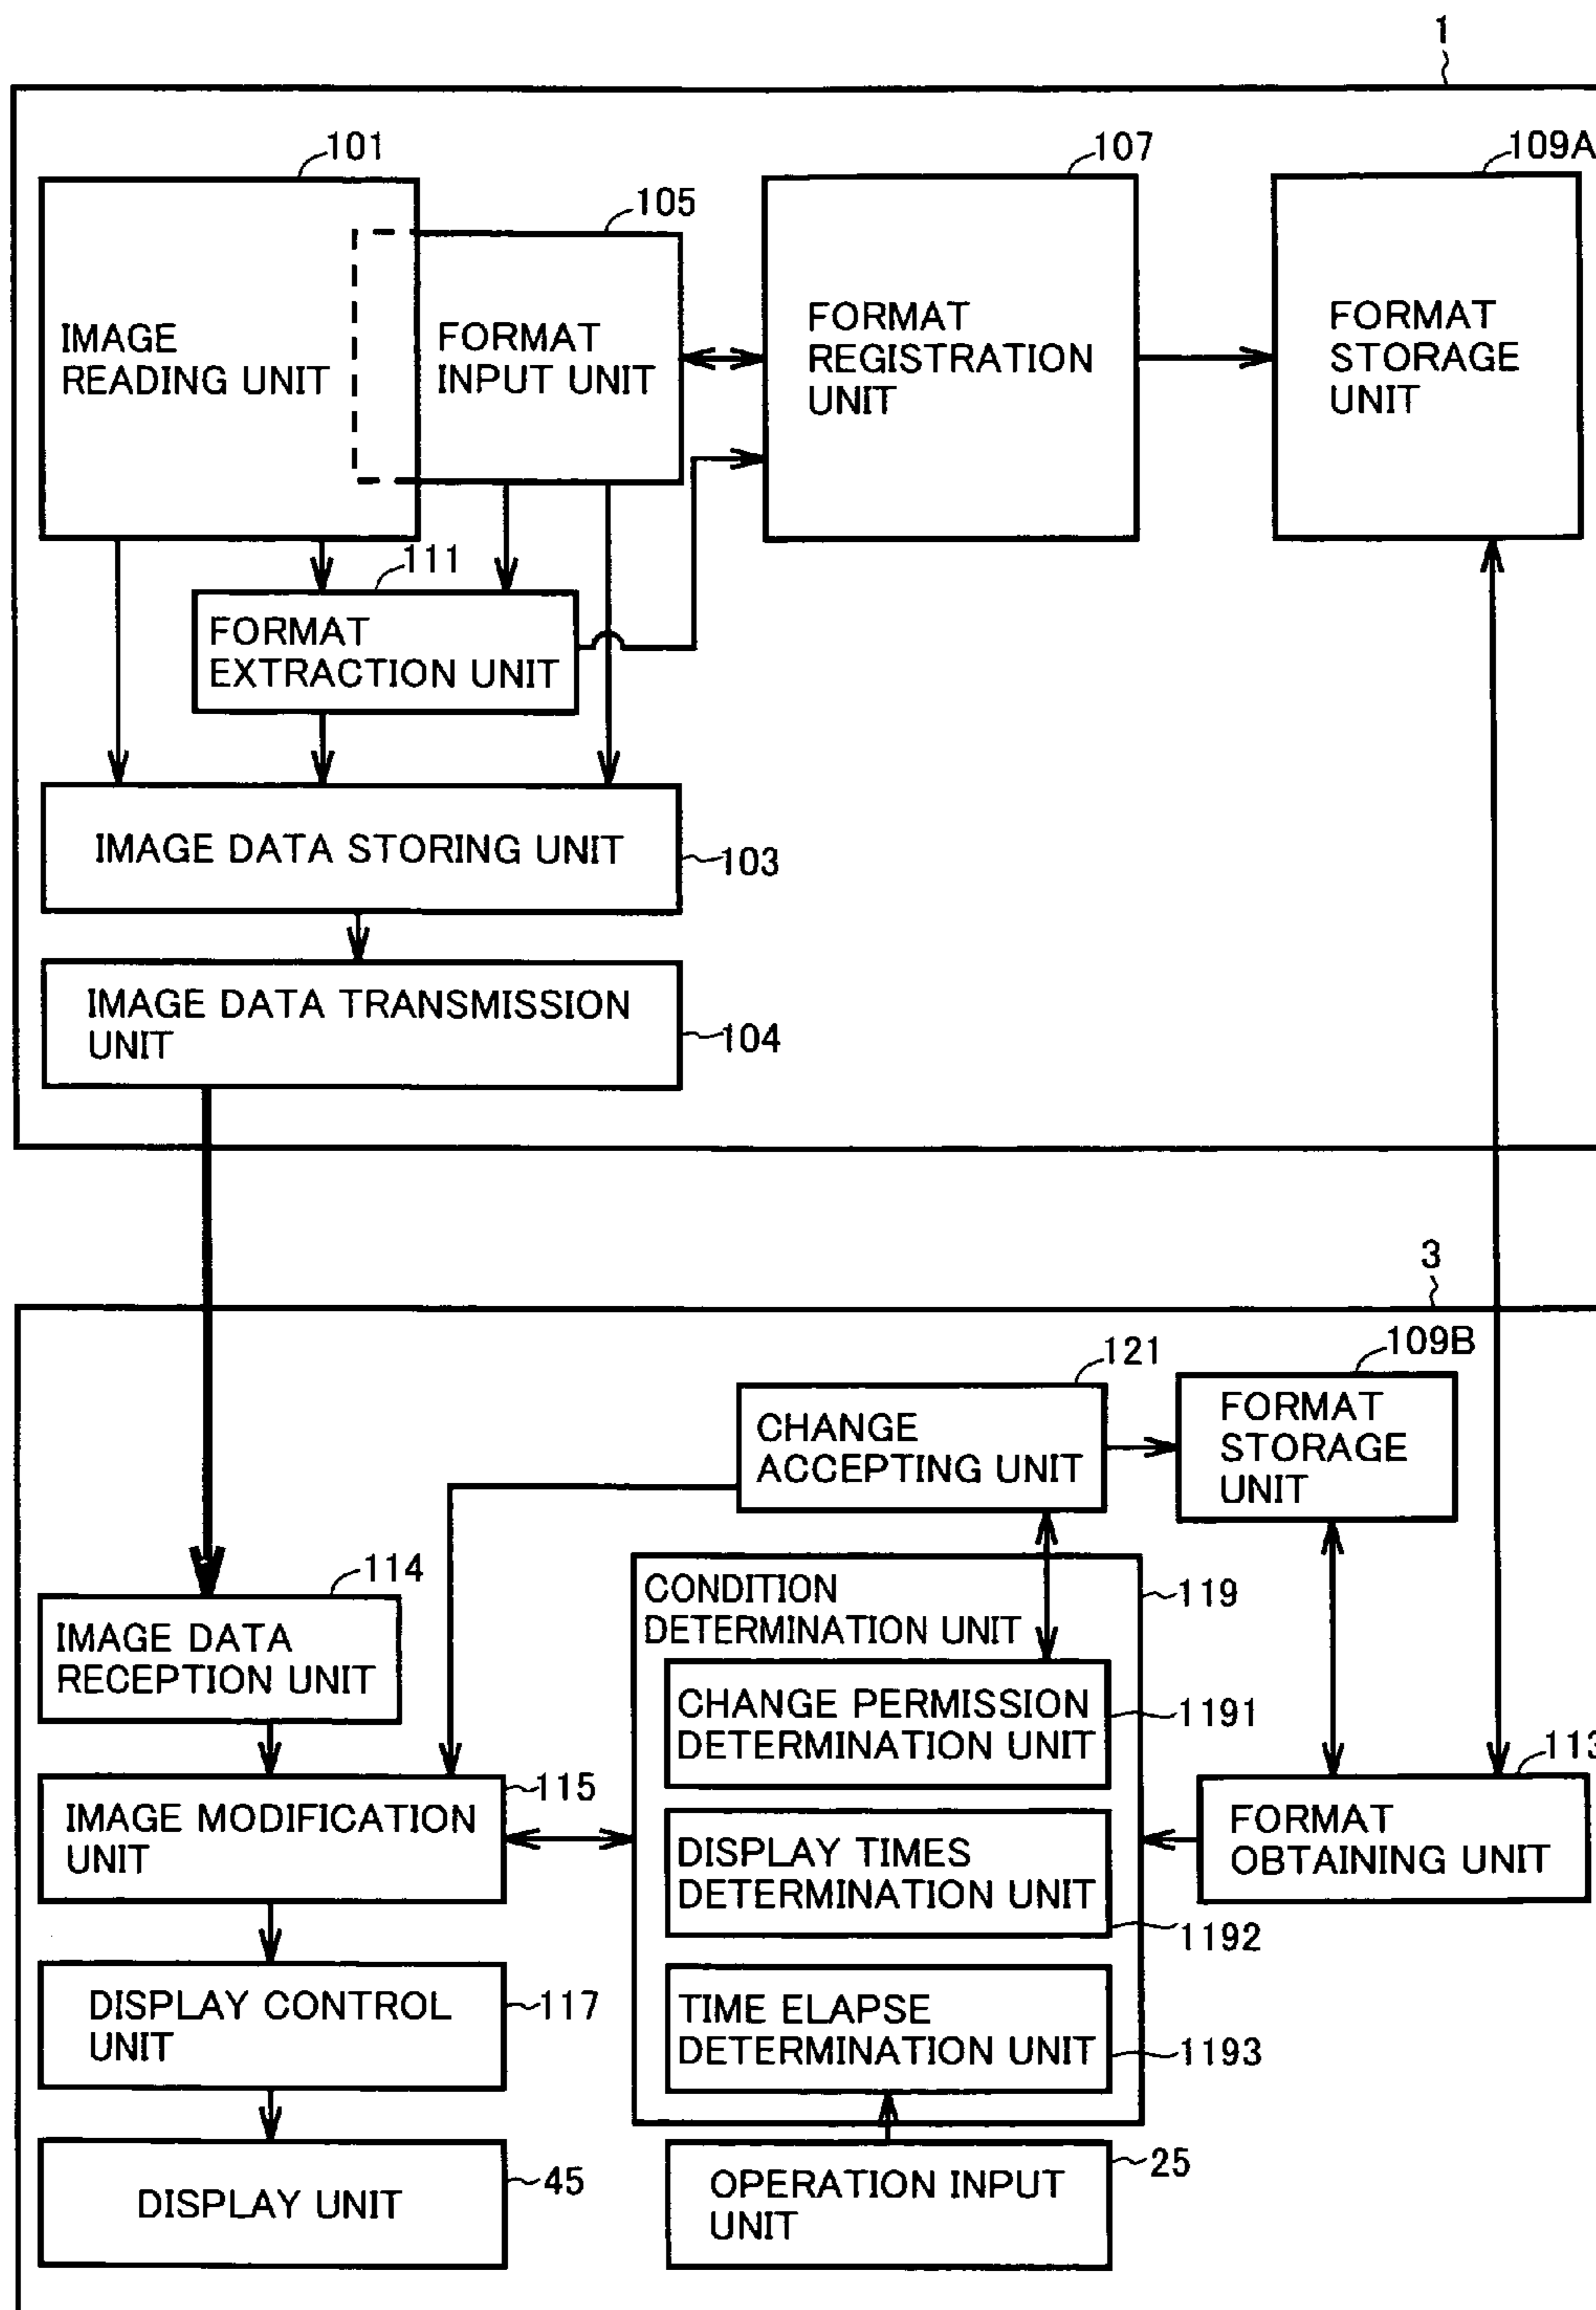 1
101
107
109A
105
IMAGE
READING UNIT
FORMAT
INPUT UNIT
FORMAT
REGISTRATION
UNIT
FORMAT
STORAGE
UNIT
111
FORMAT
EXTRACTION UNIT
IMAGE DATA STORING UNIT
103
IMAGE DATA TRANSMISSION
UNIT
104
3
121
109B
CHANGE
ACCEPTING UNIT
FORMAT
STORAGE
UNIT
114
IMAGE DATA
RECEPTION UNIT
CONDITION
DETERMINATION UNIT
119
CHANGE PERMISSION
DETERMINATION UNIT
1191
113
115
IMAGE MODIFICATION
UNIT
DISPLAY TIMES
DETERMINATION UNIT
1192
FORMAT
OBTAINING UNIT
DISPLAY CONTROL
UNIT
117
TIME ELAPSE
DETERMINATION UNIT
1193
DISPLAY UNIT
45
OPERATION INPUT
UNIT
25